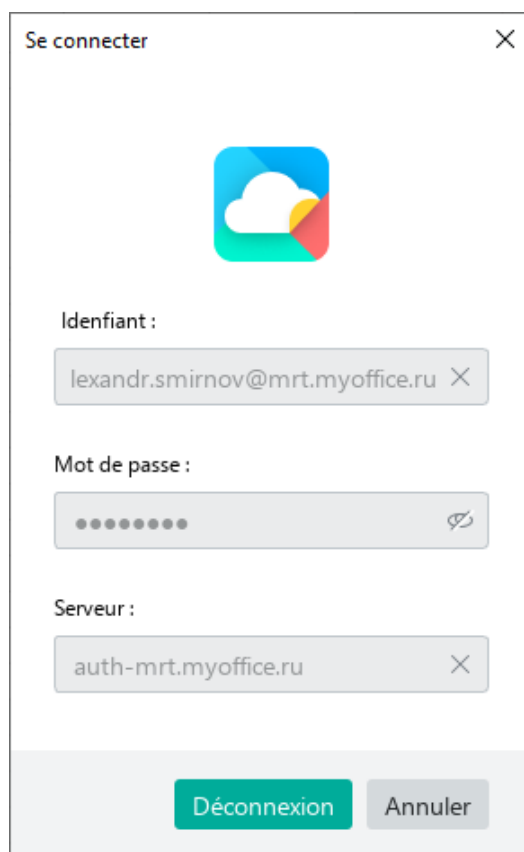 Se connecter
Idenfiant :
lexandr.smirnov@mrt.myoffice.ru
Mot de passe :
••••••••
Serveur :
auth-mrt.myoffice.ru
Déconnexion Annuler